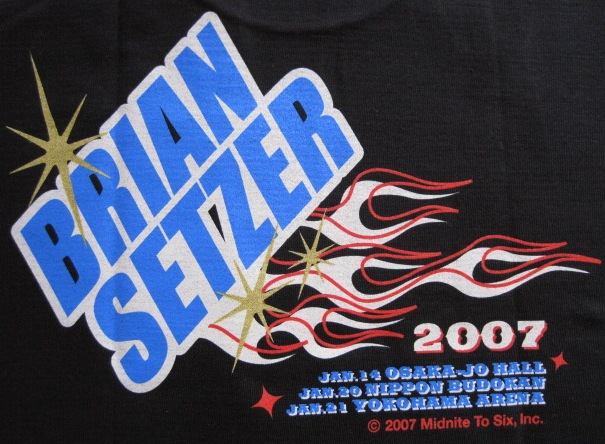 BRIAN
SETZER
2007
JAN.14 OSAKA-JO HALL
JAN.20 NIPPON BUDOKAN
JAN.21 YOKOHAMA ARENA
© 2007 Midnite To Six, Inc.